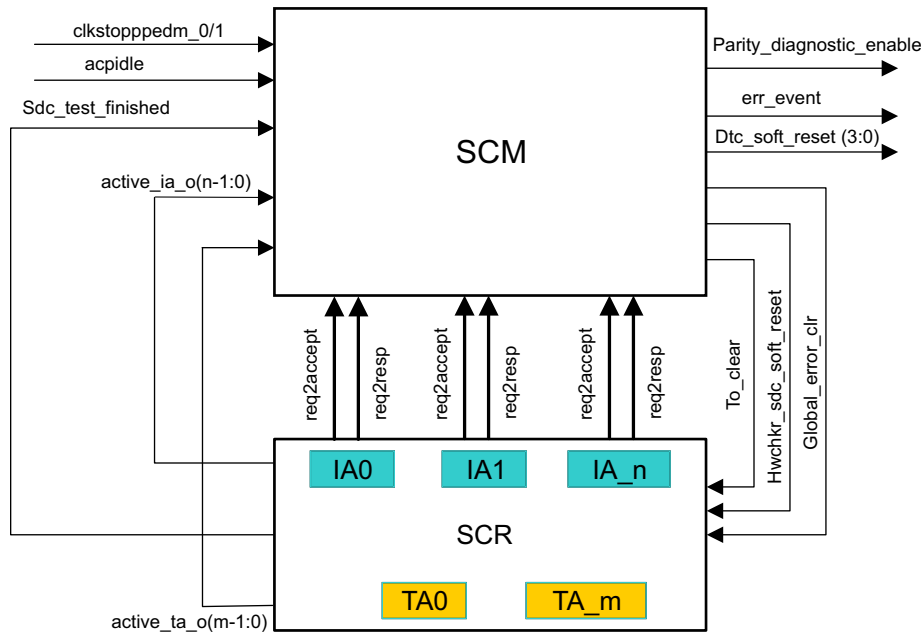 clkstopppedm_0/1
acpidle
Sdc_test_finished
active_ia_o(n-1:0)
SCM
Parity_diagnostic_enable
err_event
Dtc_soft_reset (3:0)
req2accept
req2resp
req2accept
req2resp
req2accept
req2resp
To_clear
Hwchkr_sdc_soft_reset
Global_error_clr
IA0
IA1
IA_n
SCR
TA0
TA_m
active_ta_o(m-1:0)